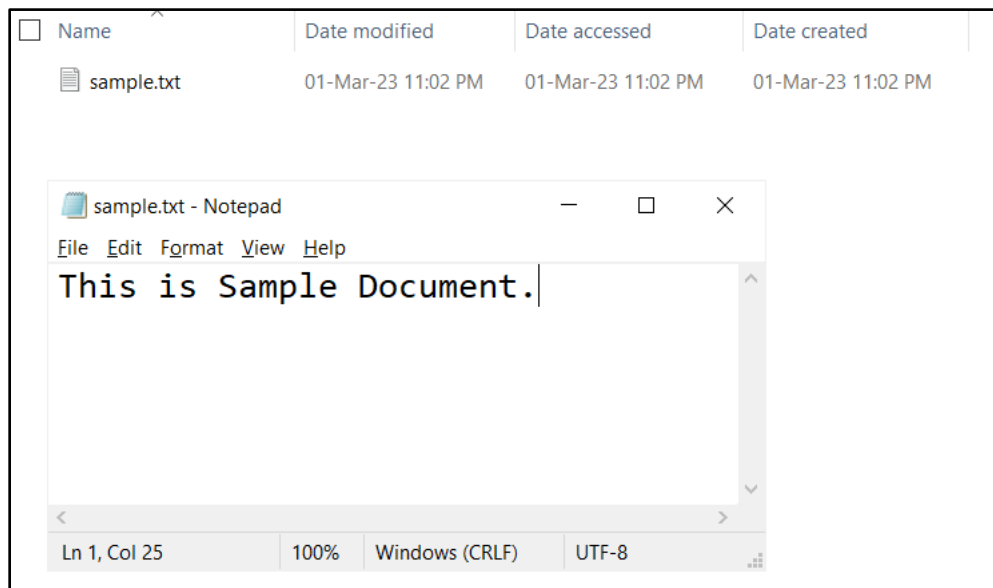 Name Date modified Date accessed Date created
sample.txt 01-Mar-23 11:02 PM 01-Mar-23 11:02 PM 01-Mar-23 11:02 PM
sample.txt - Notepad
File Edit Format View Help
This is Sample Document.
Ln 1, Col 25 100% Windows (CRLF) UTF-8